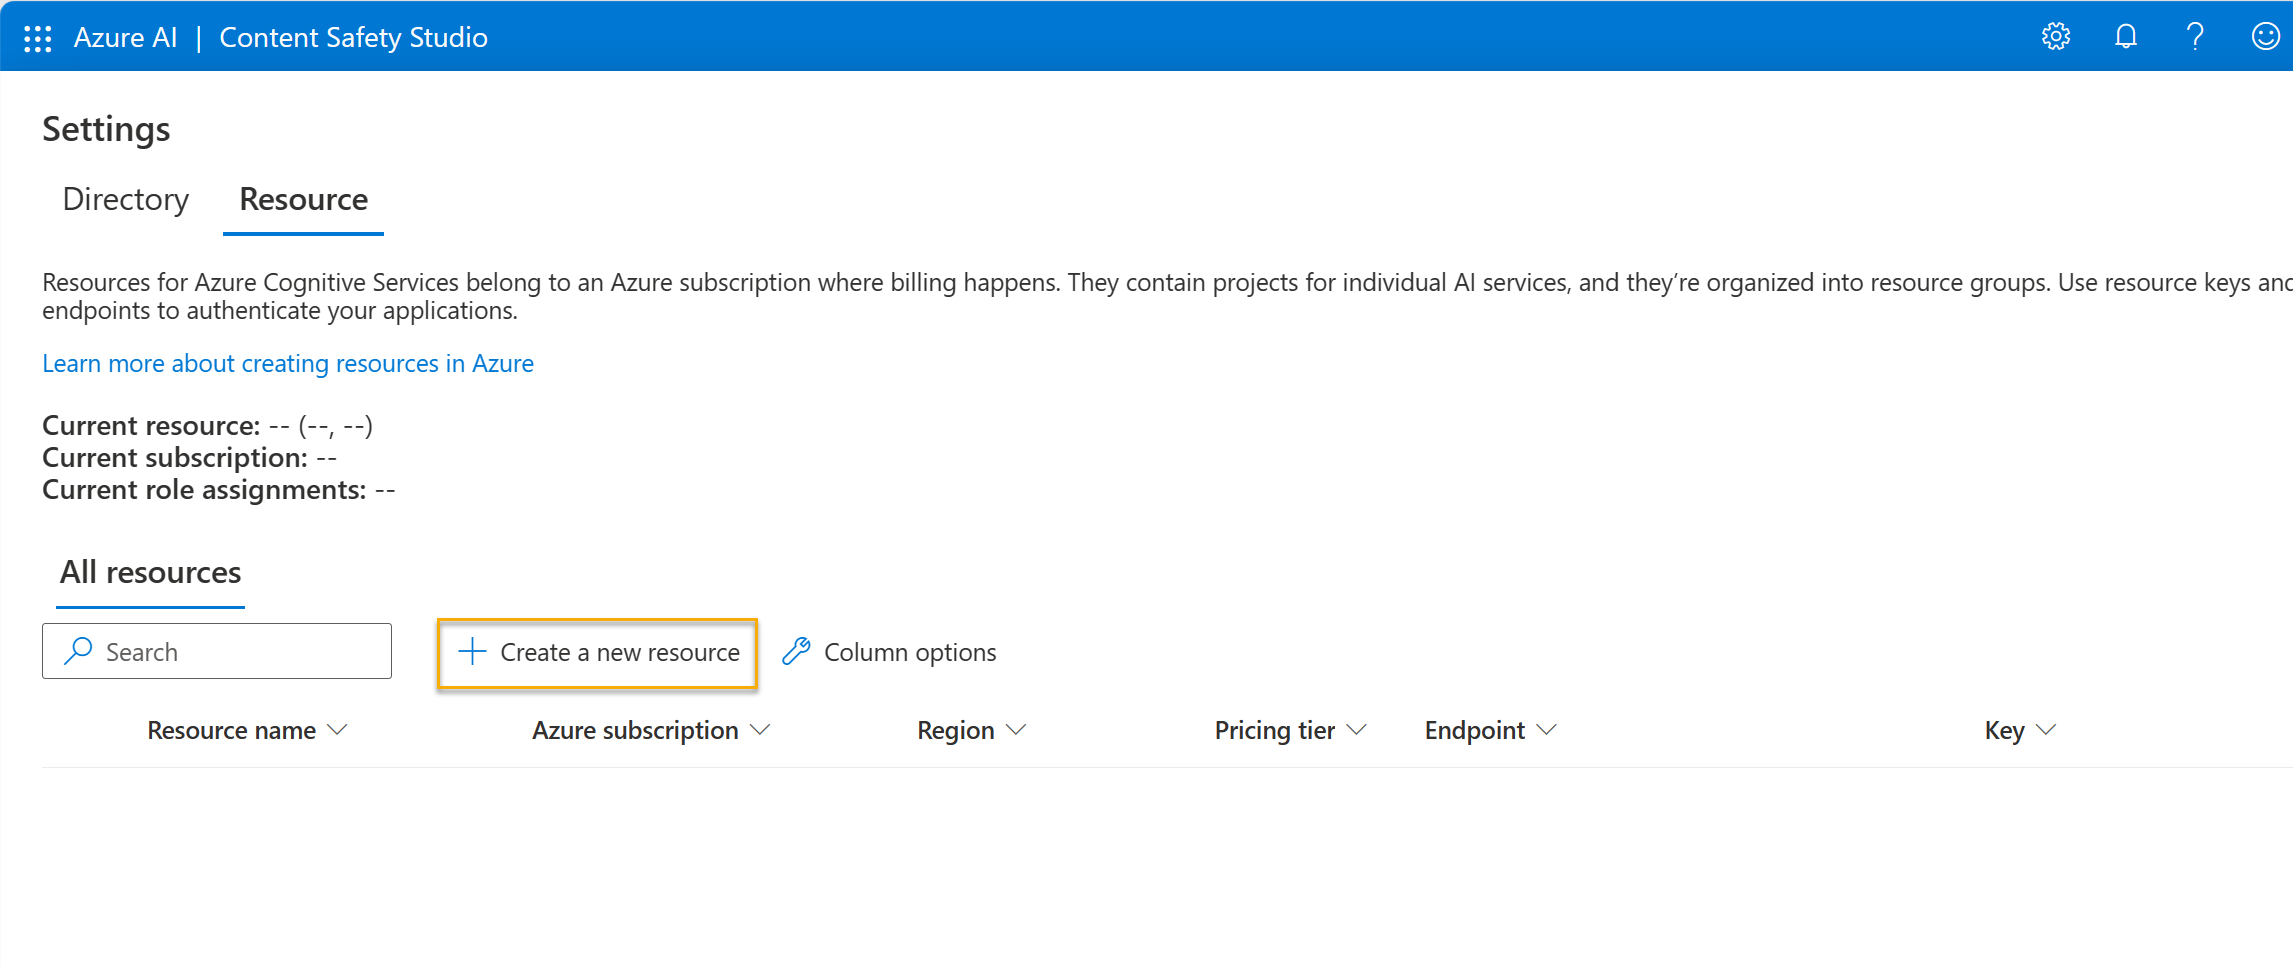 Azure AI | Content Safety Studio
Settings
Directory Resource
Resources for Azure Cognitive Services belong to an Azure subscription where billing happens. They contain projects for individual AI services, and they’re organized into resource groups. Use resource keys and
endpoints to authenticate your applications.
Learn more about creating resources in Azure
Current resource: -- (--, --)
Current subscription: --
Current role assignments: --
All resources
Search Create a new resource Column options
Resource name Azure subscription Region Pricing tier Endpoint Key